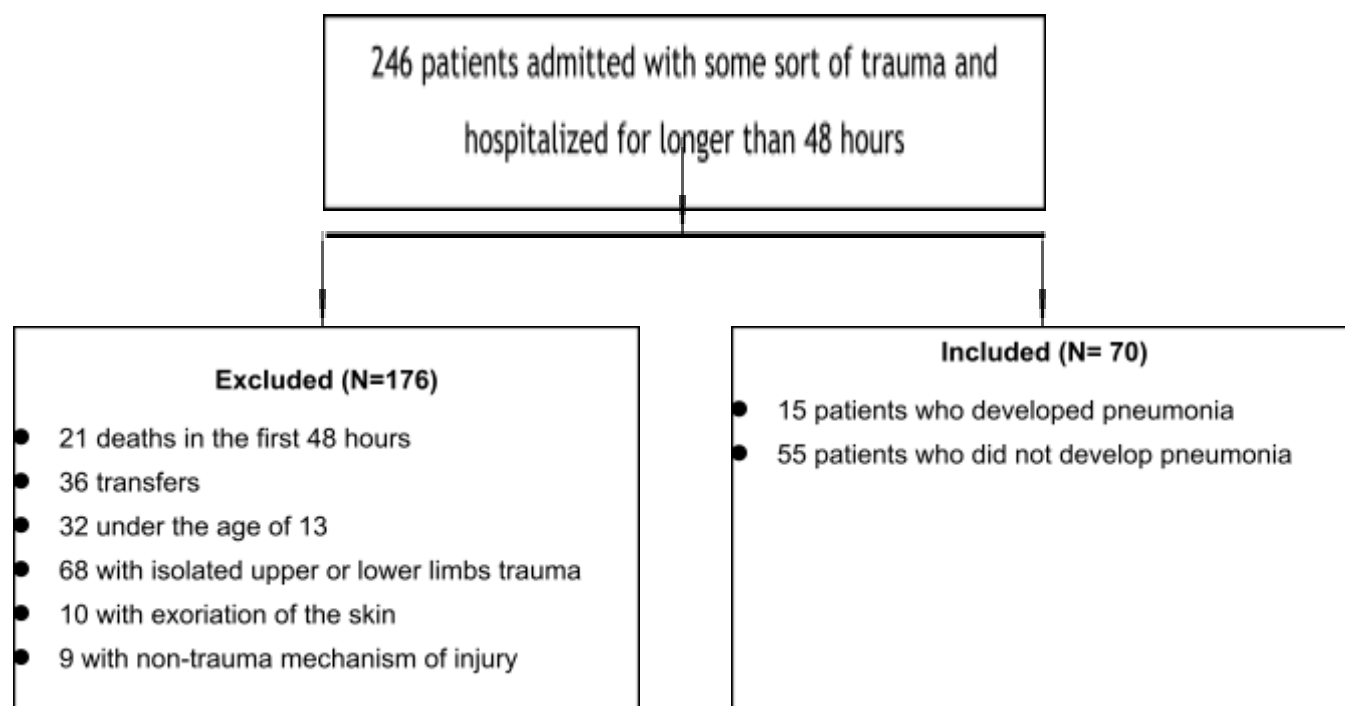 246 patients admitted with some sort of trauma and
hospitalized for longer than 48 hours
Excluded (N=176)
● 21 deaths in the first 48 hours
● 36 transfers
● 32 under the age of 13
● 68 with isolated upper or lower limbs trauma
● 10 with exoriation of the skin
● 9 with non-trauma mechanism of injury
Included (N= 70)
● 15 patients who developed pneumonia
● 55 patients who did not develop pneumonia